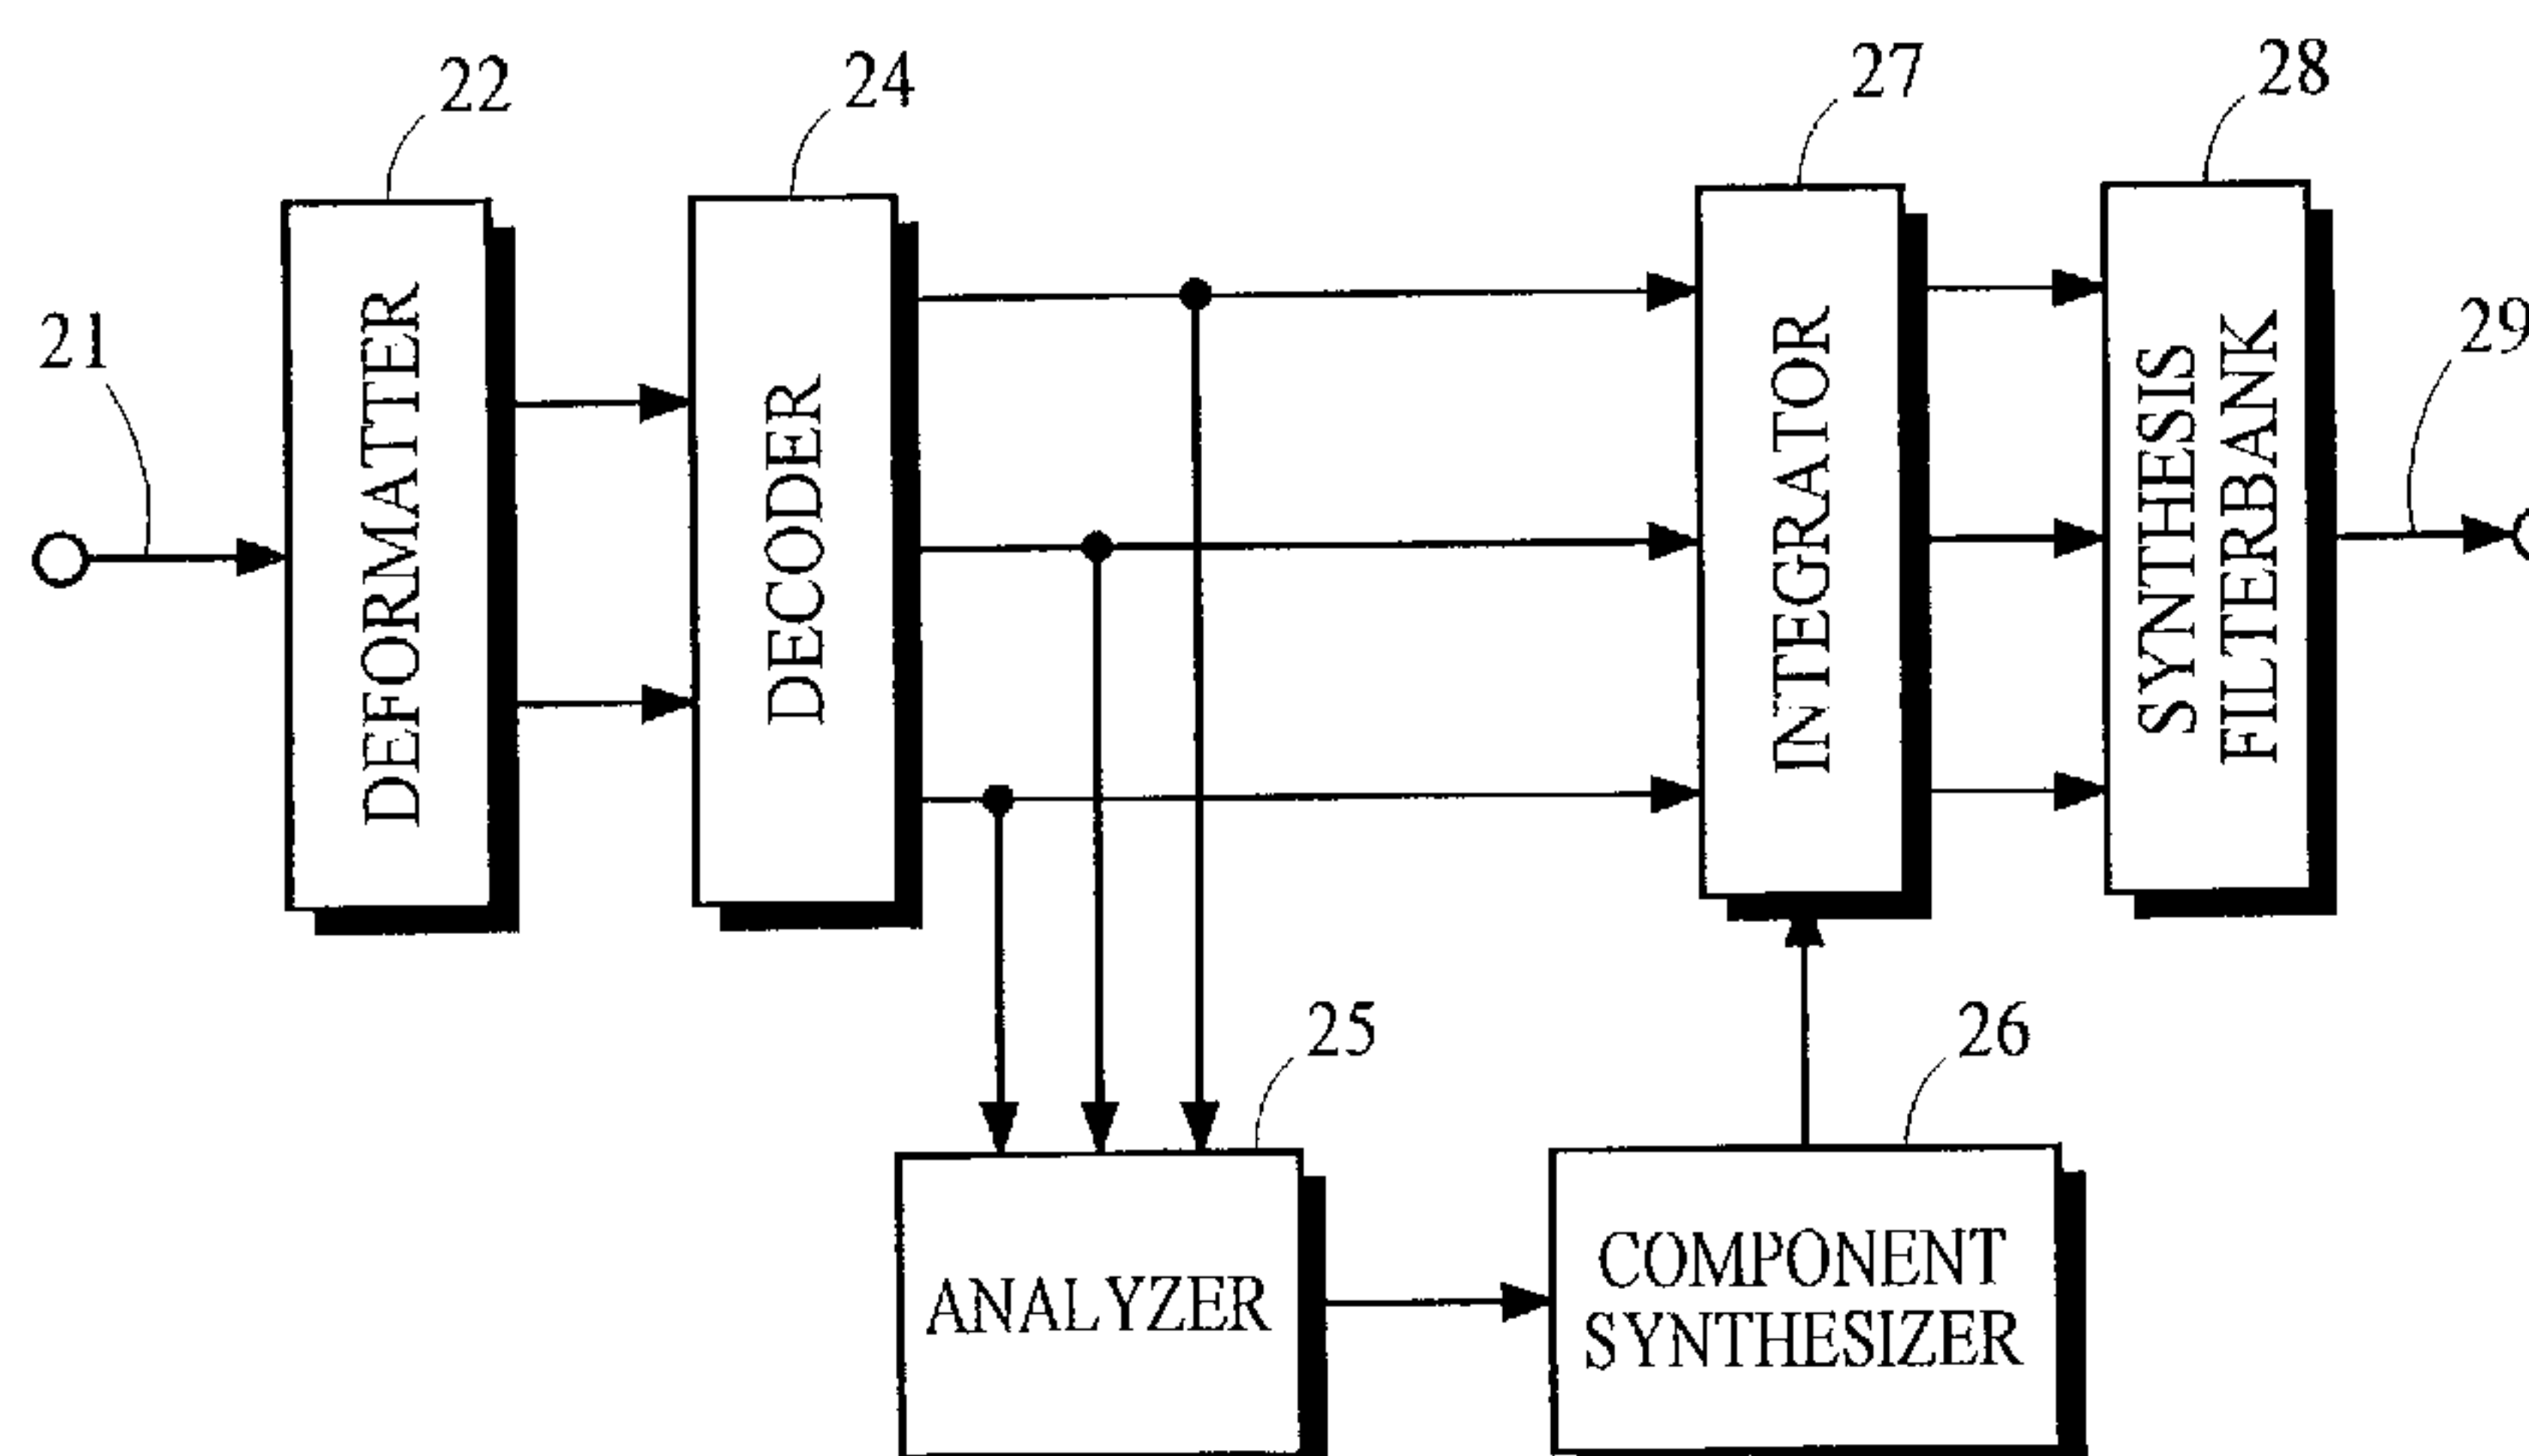 22
24
27
28
21
29
DEFORMATTER
DECODER
INTEGRATOR
SYNTHESIS
FILTERBANK
25
26
ANALYZER
COMPONENT
SYNTHESIZER